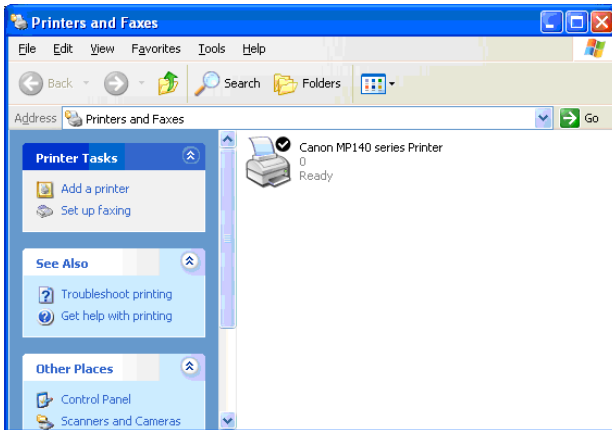 Printers and Faxes
File Edit View Favorites Tools Help
Back Search Folders
Address Printers and Faxes Go
Printer Tasks
Add a printer
Set up faxing
See Also
Troubleshoot printing
Get help with printing
Other Places
Control Panel
Scanners and Cameras
Canon MP140 series Printer
0
Ready